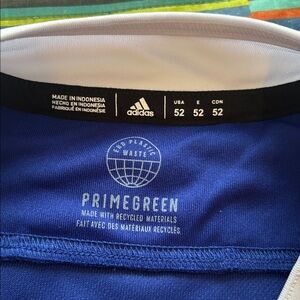 MADE IN INDONESIA
HECHO EN INDONESIA
FABRIQUÉ EN INDONÉSIE
adidas
USA E CDN
52 52 52
END PLASTIC
WASTE
PRIMEGREEN
MADE WITH RECYCLED MATERIALS
FAIT AVEC DES MATÉRIAUX RECYCLÉS